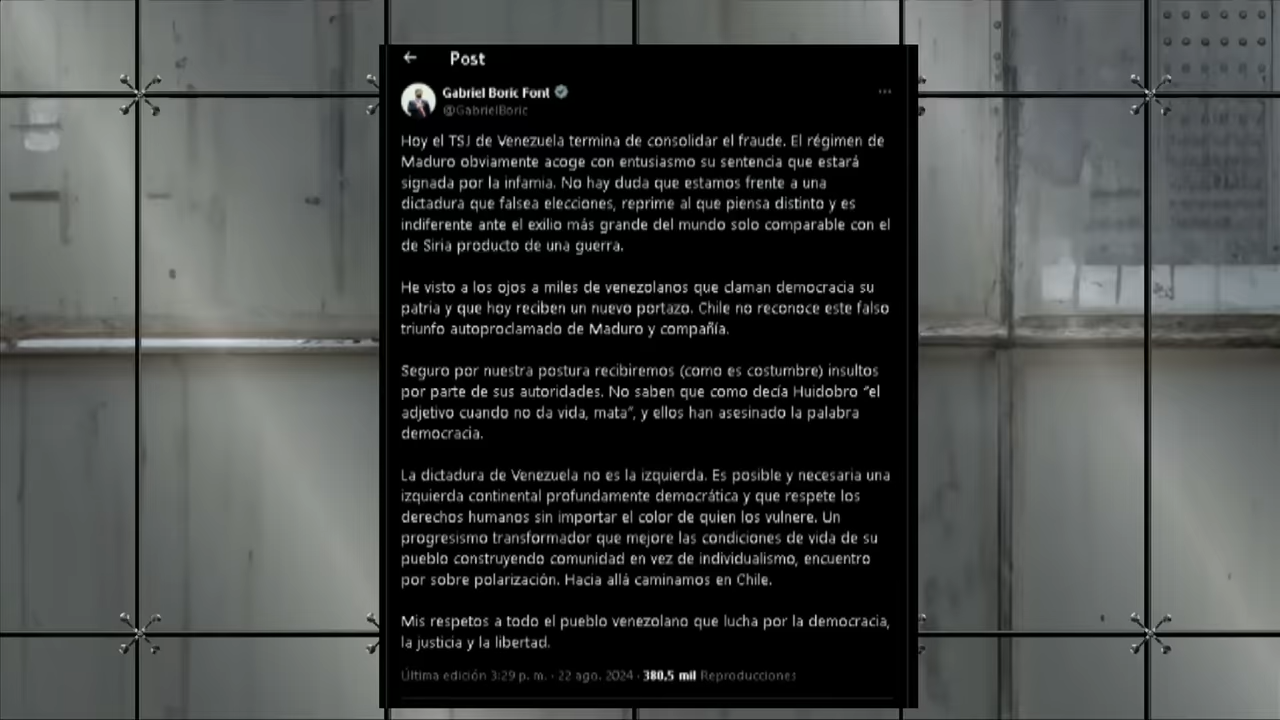 Post
Gabriel Boric Font
@GabrielBoric
Hoy el TSJ de Venezuela termina de consolidar el fraude. El régimen de
Maduro obviamente acoge con entusiasmo su sentencia que estará
signada por la infamia. No hay duda que estamos frente a una
dictadura que falsea elecciones, reprime al que piensa distinto y es
indiferente ante el exilio más grande del mundo solo comparable con el
de Siria producto de una guerra.
He visto a los ojos a miles de venezolanos que claman democracia su
patria y que hoy reciben un nuevo portazo. Chile no reconoce este falso
triunfo autoproclamado de Maduro y compañía.
Seguro por nuestra postura recibiremos (como es costumbre) insultos
por parte de sus autoridades. No saben que como decía Huidobro “el
adjetivo cuando no da vida, mata”, y ellos han asesinado la palabra
democracia.
La dictadura de Venezuela no es la izquierda. Es posible y necesaria una
izquierda continental profundamente democrática y que respete los
derechos humanos sin importar el color de quien los vulnere. Un
progresismo transformador que mejore las condiciones de vida de su
pueblo construyendo comunidad en vez de individualismo, encuentro
por sobre polarización. Hacia allá caminamos en Chile.
Mis respetos a todo el pueblo venezolano que lucha por la democracia,
la justicia y la libertad.
Última edición 3:29 p. m. · 22 ago. 2024 · 380,5 mil Reproducciones